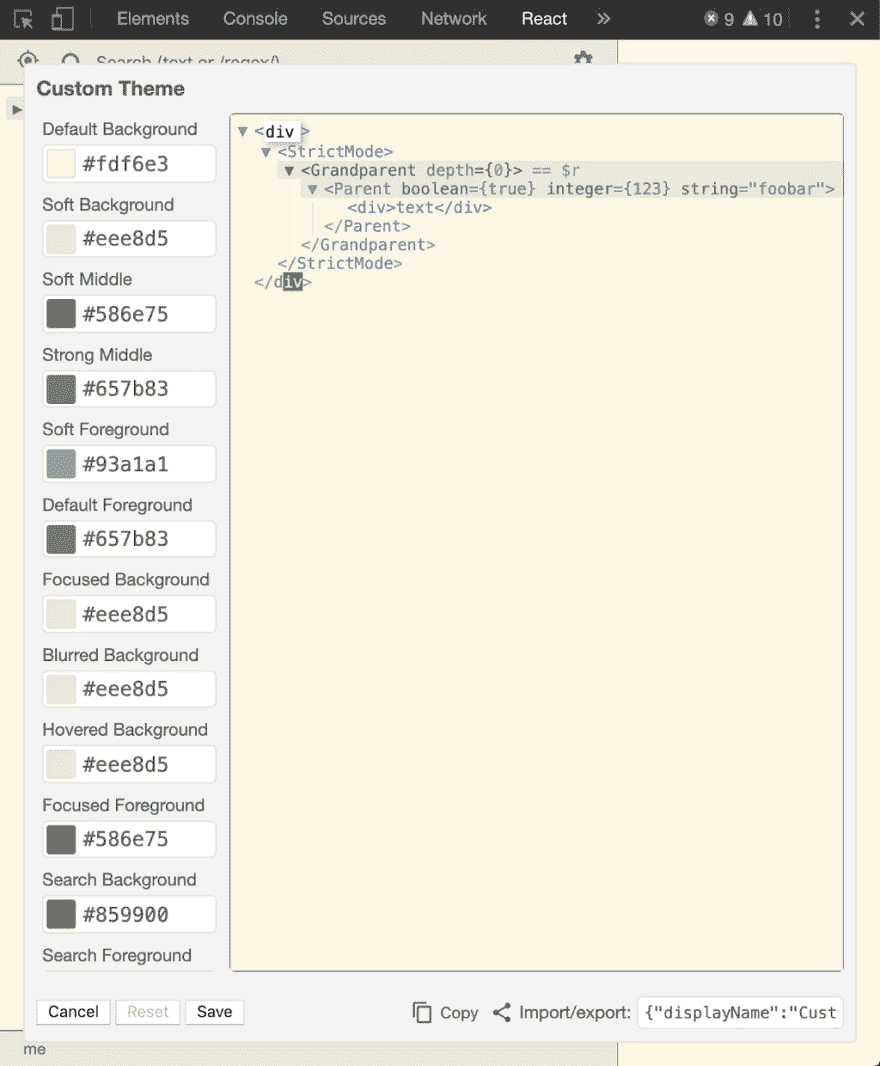 Elements Console Sources Network React » 9 10
Search (text or /regex/)
Custom Theme
Default Background
#fdf6e3
Soft Background
#eee8d5
Soft Middle
#586e75
Strong Middle
#657b83
Soft Foreground
#93a1a1
Default Foreground
#657b83
Focused Background
#eee8d5
Blurred Background
#eee8d5
Hovered Background
#eee8d5
Focused Foreground
#586e75
Search Background
#859900
Search Foreground
<div>
<StrictMode>
<Grandparent depth={0}> == $r
<Parent boolean={true} integer={123} string="foobar">
<div>text</div>
</Parent>
</Grandparent>
</StrictMode>
</div>
Cancel Reset Save Copy Import/export: {"displayName":"Cust
me